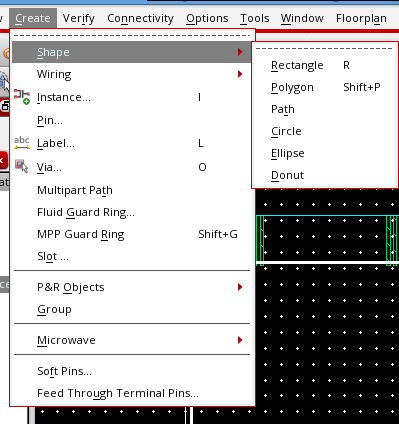 ew Create Verify Connectivity Options Tools Window Floorplan
Shape
Wiring
Instance... I
Pin...
abc Label... L
Via... O
Multipart Path
Fluid Guard Ring...
MPP Guard Ring Shift+G
Slot ...
P&R Objects
Group
Microwave
Soft Pins...
Feed Through Terminal Pins...
Rectangle R
Polygon Shift+P
Path
Circle
Ellipse
Donut